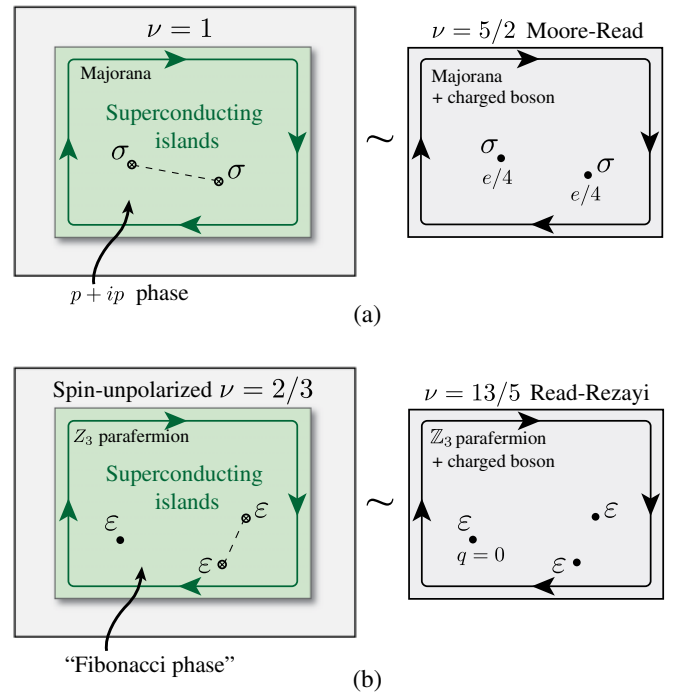 ν = 1
Majorana
Superconducting
islands
σ
σ
p + ip phase
∼
ν = 5/2 Moore-Read
Majorana
+ charged boson
σ
e/4
σ
e/4
(a)
Spin-unpolarized ν = 2/3
Z₃ parafermion
Superconducting
islands
ε
ε
ε
“Fibonacci phase”
∼
ν = 13/5 Read-Rezayi
ℤ₃ parafermion
+ charged boson
ε
q = 0
ε
ε
(b)